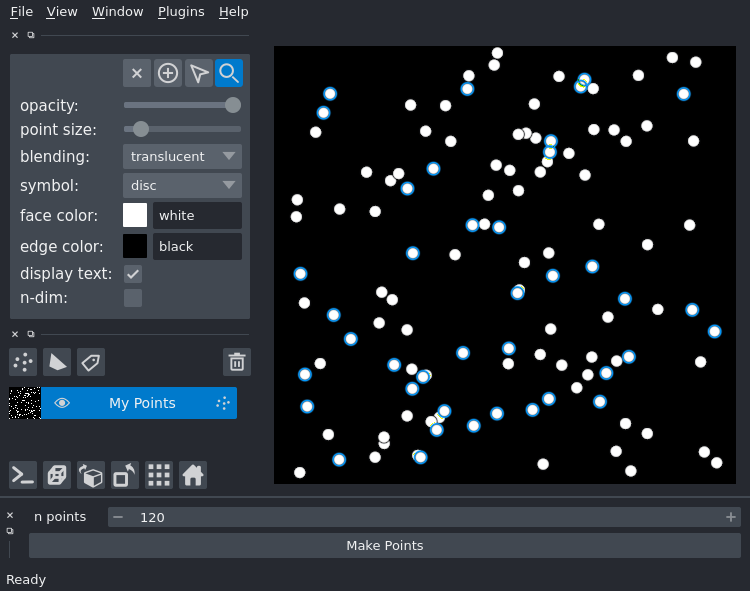 File View Window Plugins Help
opacity:
point size:
blending: translucent
symbol: disc
face color: white
edge color: black
display text:
n-dim:
My Points
n points 120
Make Points
Ready